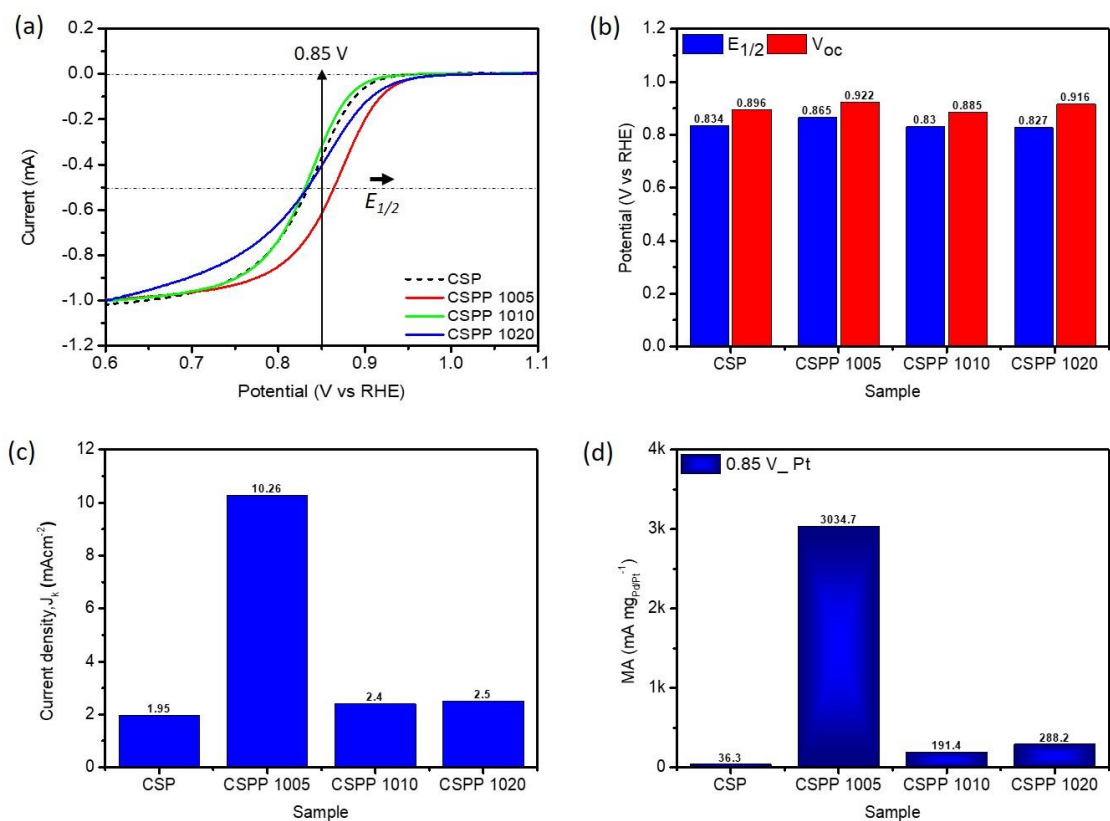 (a)
0.85 V
0.2
0.0
-0.2
-0.4
-0.6
-0.8
-1.0
-1.2
Current (mA)
E1/2
CSP
CSPP 1005
CSPP 1010
CSPP 1020
0.6 0.7 0.8 0.9 1.0 1.1
Potential (V vs RHE)
(b)
E1/2 Voc
1.2
1.0
0.8
0.6
0.4
0.2
0.0
Potential (V vs RHE)
0.834 0.896 0.865 0.922 0.83 0.885 0.827 0.916
CSP CSPP 1005 CSPP 1010 CSPP 1020
Sample
(c)
12
10
8
6
4
2
0
Current density,Jk (mAcm-2)
1.95 10.26 2.4 2.5
CSP CSPP 1005 CSPP 1010 CSPP 1020
Sample
(d)
0.85 V_ Pt
4k
3k
2k
1k
0
MA (mA mgPd/Pt-1)
36.3 3034.7 191.4 288.2
CSP CSPP 1005 CSPP 1010 CSPP 1020
Sample